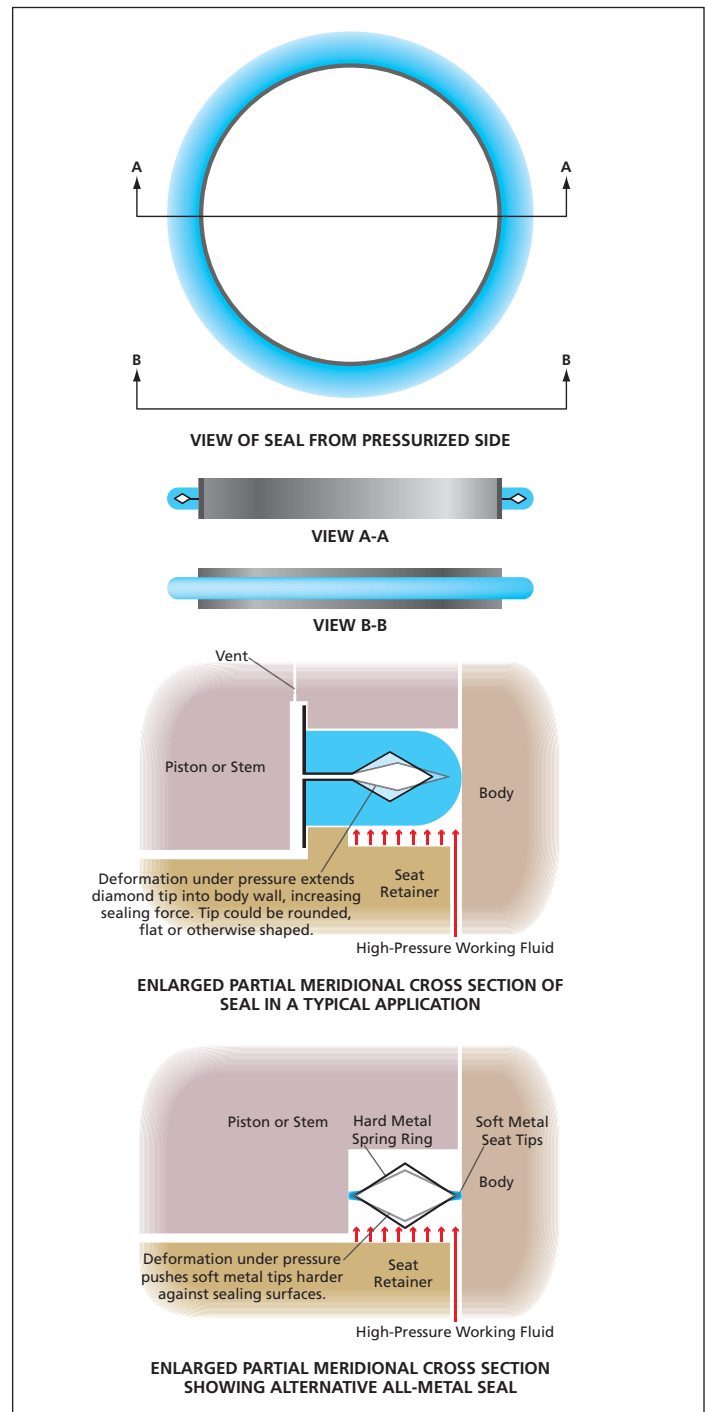 A
A
B
B
VIEW OF SEAL FROM PRESSURIZED SIDE
VIEW A-A
VIEW B-B
Vent
Piston or Stem
Body
Deformation under pressure extends
diamond tip into body wall, increasing
sealing force. Tip could be rounded,
flat or otherwise shaped.
Seat
Retainer
High-Pressure Working Fluid
ENLARGED PARTIAL MERIDIONAL CROSS SECTION OF
SEAL IN A TYPICAL APPLICATION
Piston or Stem
Hard Metal
Spring Ring
Soft Metal
Seat Tips
Body
Deformation under pressure
pushes soft metal tips harder
against sealing surfaces.
Seat
Retainer
High-Pressure Working Fluid
ENLARGED PARTIAL MERIDIONAL CROSS SECTION
SHOWING ALTERNATIVE ALL-METAL SEAL